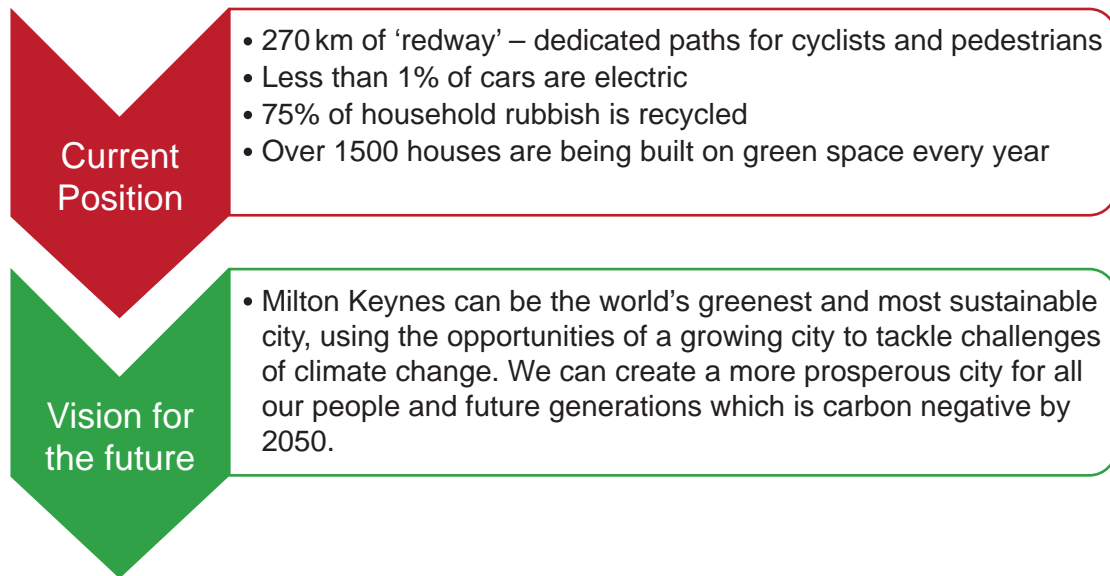 Current
Position
• 270 km of ‘redway’ – dedicated paths for cyclists and pedestrians
• Less than 1% of cars are electric
• 75% of household rubbish is recycled
• Over 1500 houses are being built on green space every year
Vision for
the future
• Milton Keynes can be the world’s greenest and most sustainable
city, using the opportunities of a growing city to tackle challenges
of climate change. We can create a more prosperous city for all
our people and future generations which is carbon negative by
2050.